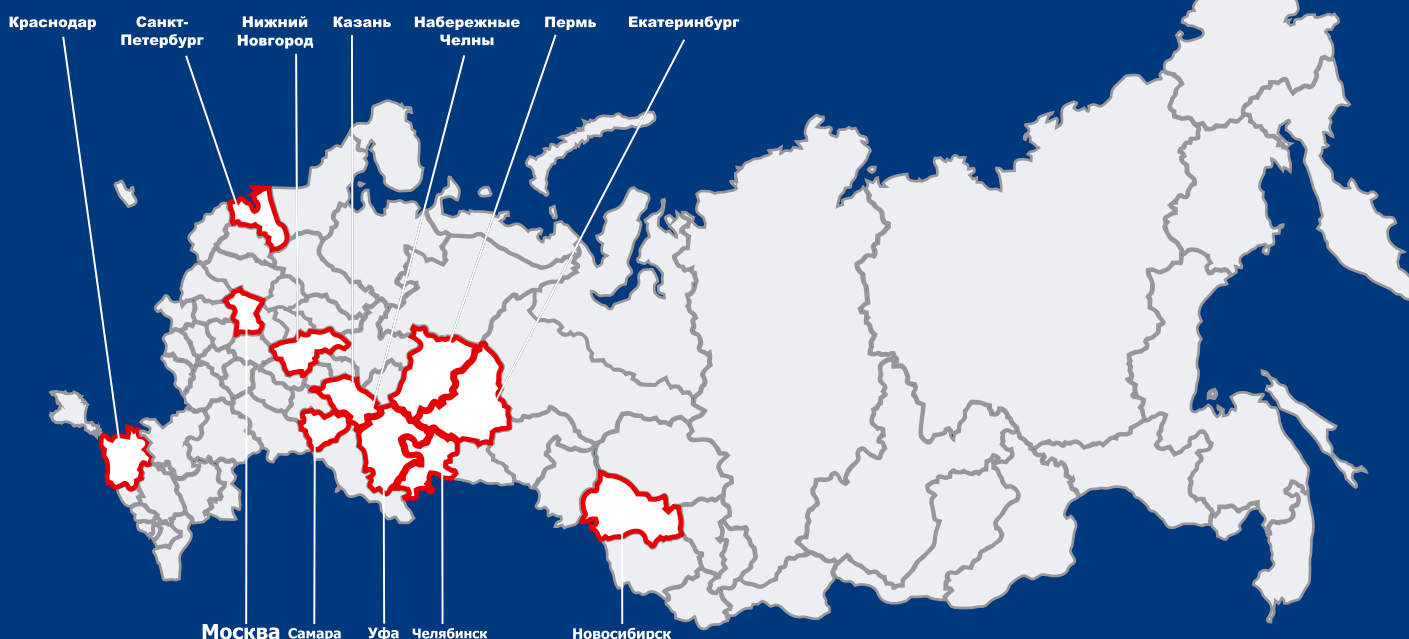 Краснодар
Санкт-
Петербург
Нижний
Новгород
Казань
Набережные
Челны
Пермь
Екатеринбург
Москва
Самара
Уфа
Челябинск
Новосибирск